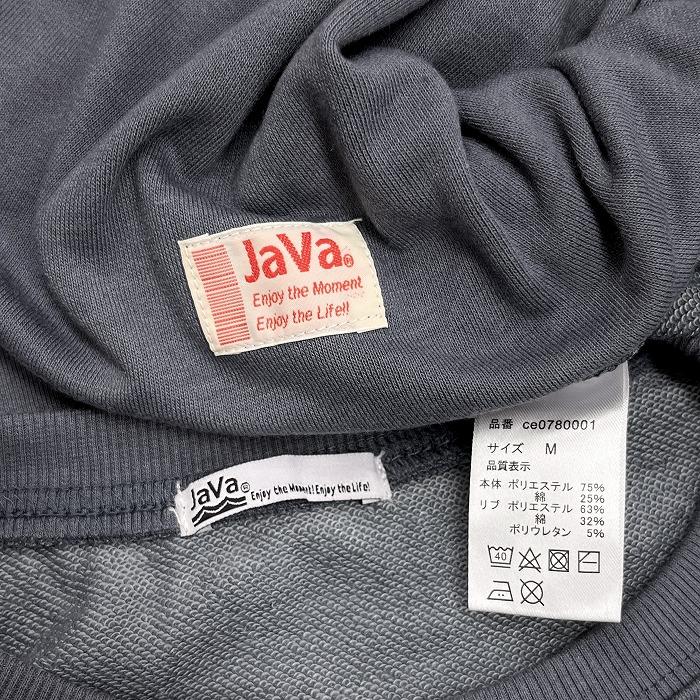 JaVa®
Enjoy the Moment
Enjoy the Life!!
JaVa®
Enjoy the Moment! Enjoy the Life!
品番 ce0780001
サイズ M
品質表示
本体 ポリエステル 75%
綿 25%
リブ ポリエステル 63%
綿 32%
ポリウレタン 5%
40